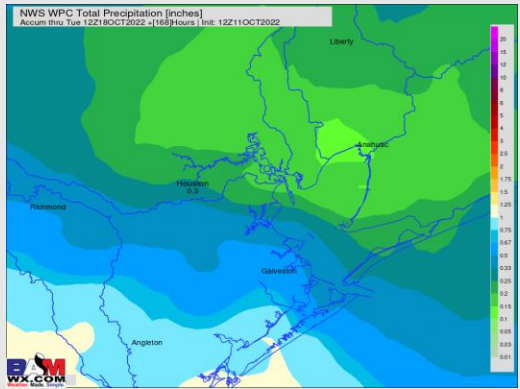 NWS WPC Total Precipitation [inches]
Accum thru Tue 12Z18OCT2022 +[168]Hours | Init: 12Z11OCT2022
Liberty
Anahuac
Houston
0.3
Richmond
Galveston
Angleton
20
15
10
8
6
5
4
3
2.5
2
1.75
1.5
1.25
1
0.75
0.67
0.5
0.33
0.25
0.2
0.15
0.1
0.05
0.03
0.01
BAM
WX.COM
Weather Made Simple